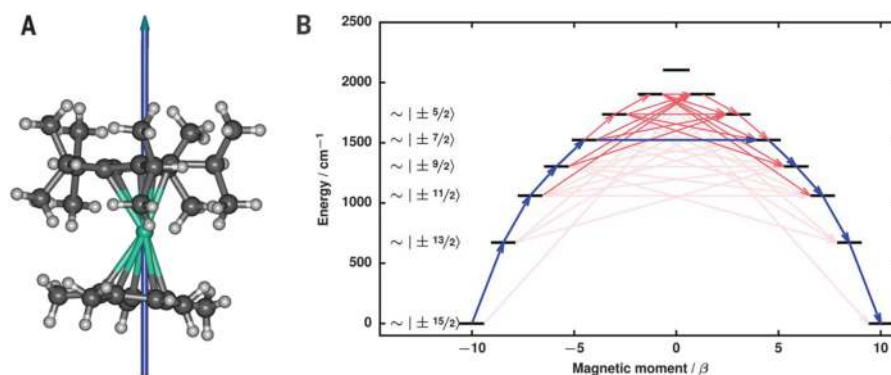 A
B
2500
2000
1500
1000
500
0
Energy / cm⁻¹
~ | ± 5/2⟩
~ | ± 7/2⟩
~ | ± 9/2⟩
~ | ± 11/2⟩
~ | ± 13/2⟩
~ | ± 15/2⟩
−10 −5 0 5 10
Magnetic moment / β